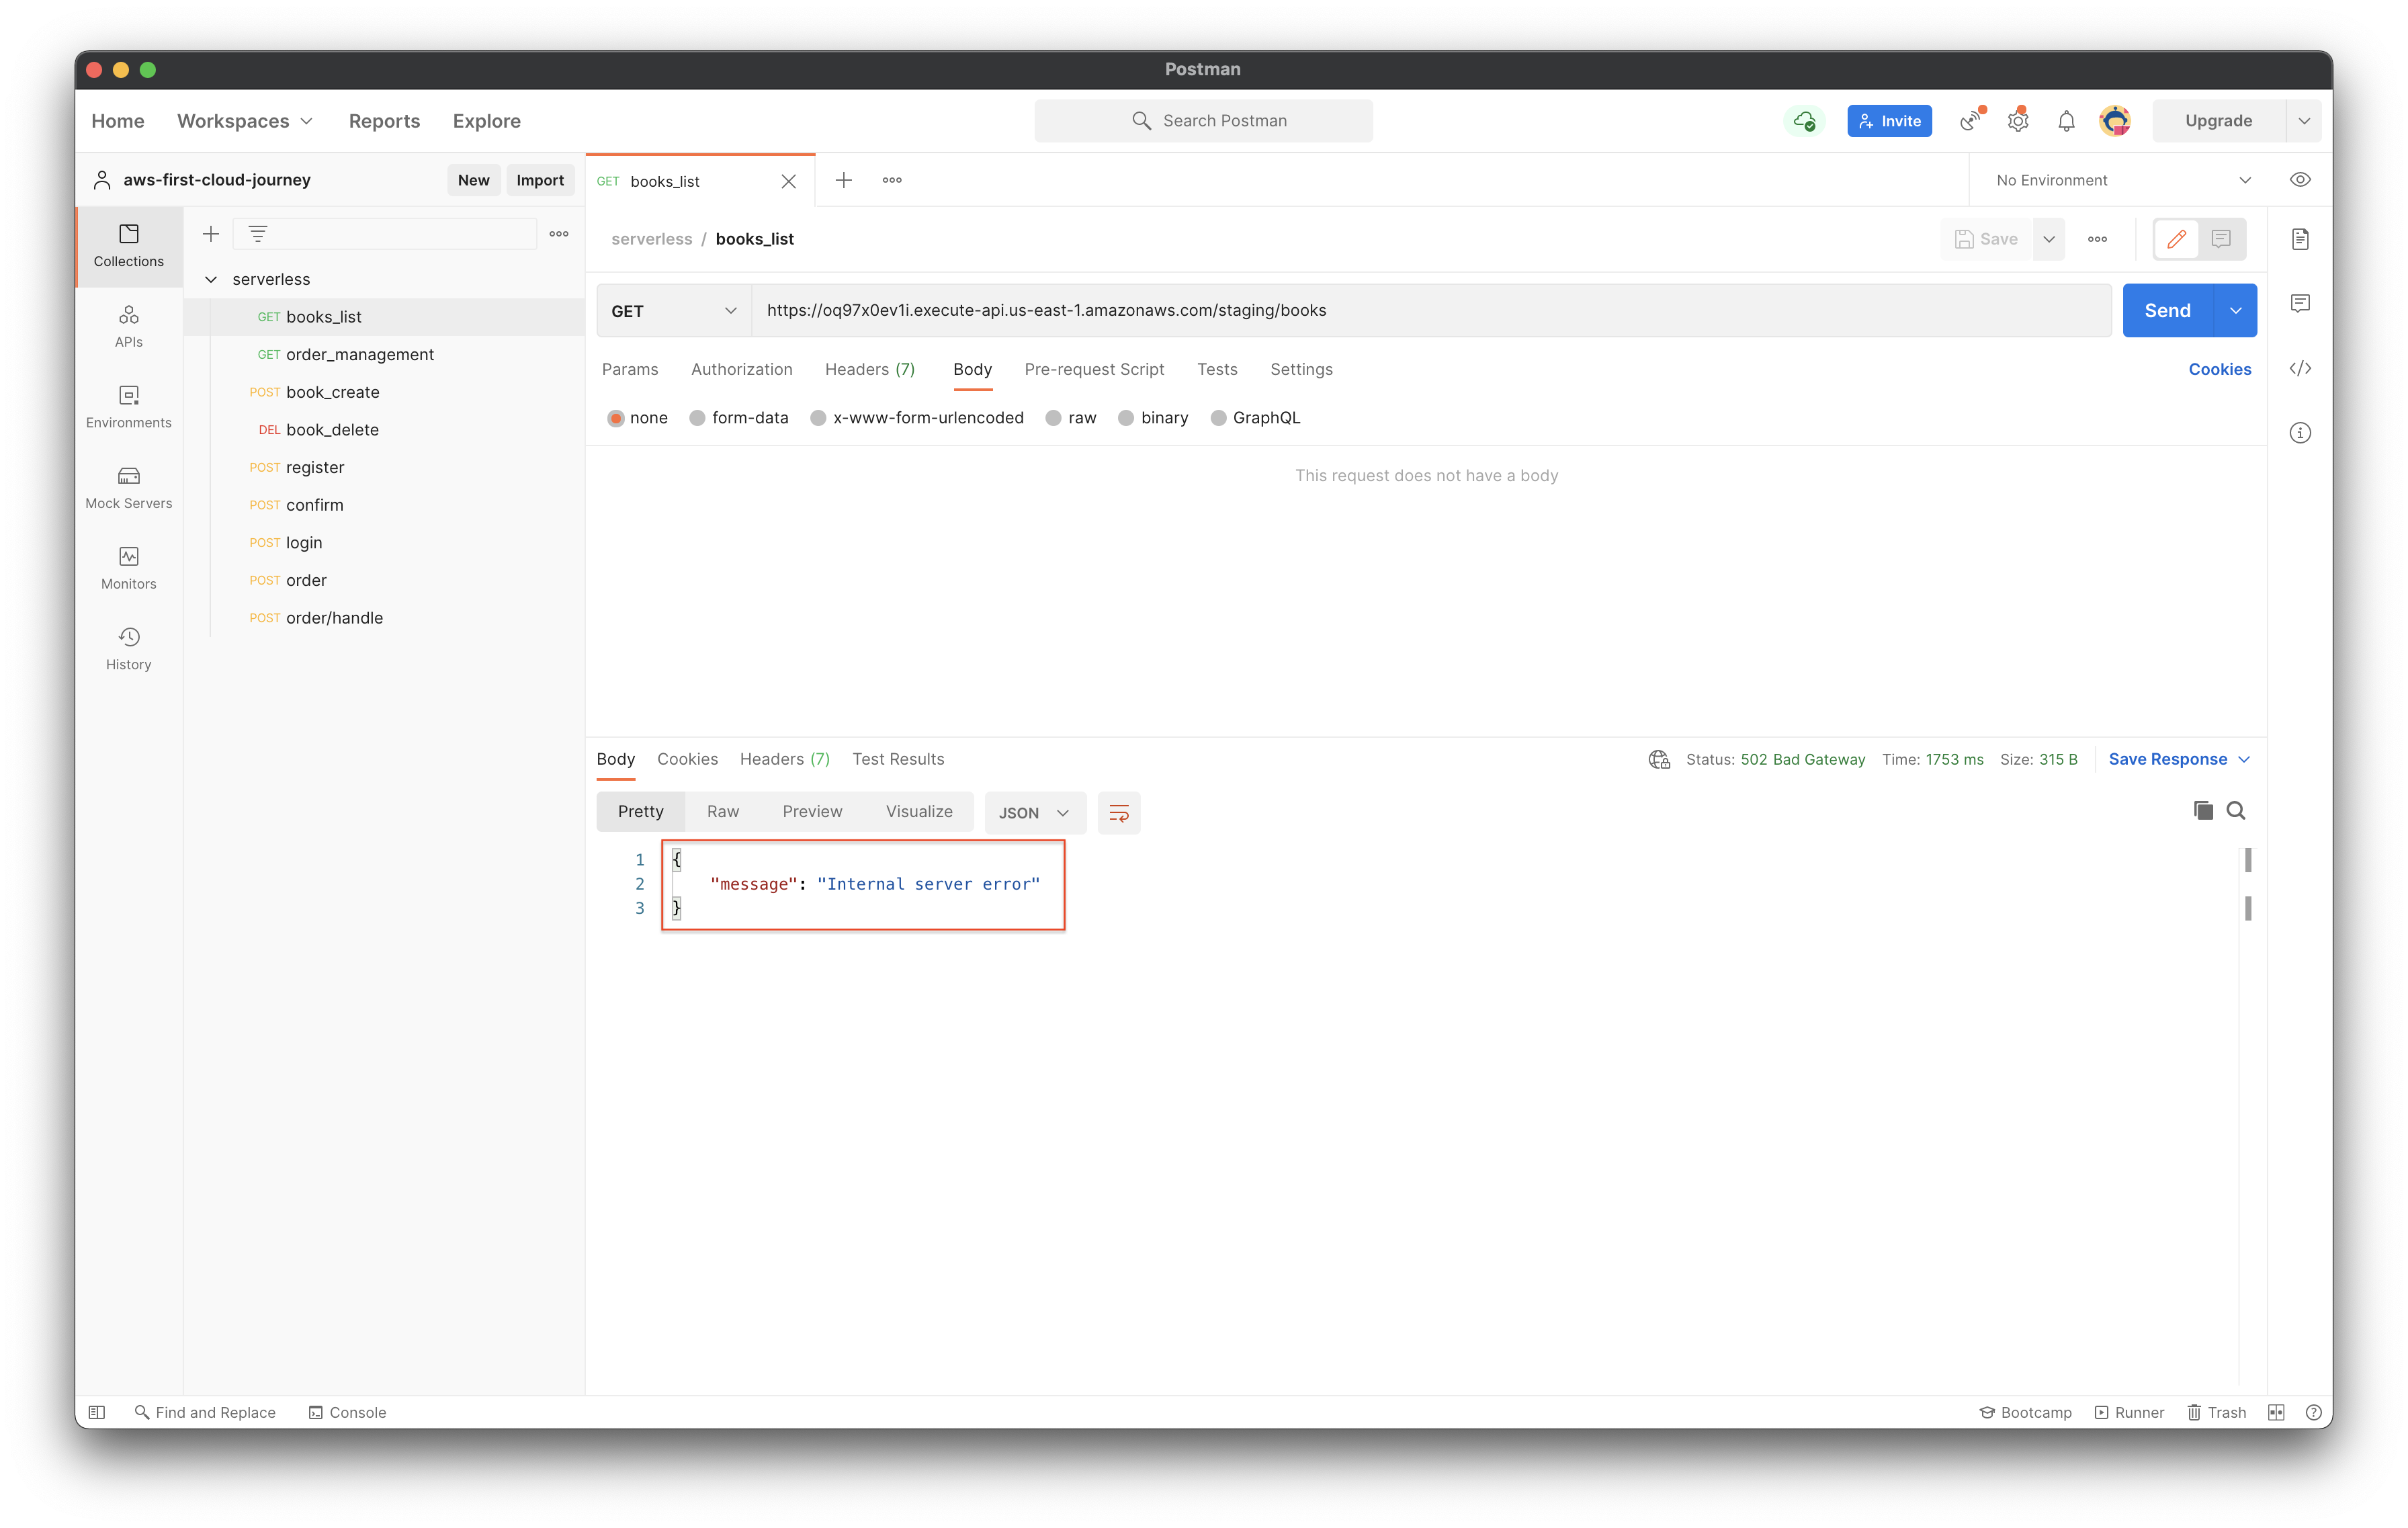 Postman
Home Workspaces Reports Explore Search Postman Invite Upgrade
aws-first-cloud-journey New Import GET books_list No Environment
Collections
APIs
Environments
Mock Servers
Monitors
History
serverless
GET books_list
GET order_management
POST book_create
DEL book_delete
POST register
POST confirm
POST login
POST order
POST order/handle
serverless / books_list Save
GET https://oq97x0ev1i.execute-api.us-east-1.amazonaws.com/staging/books Send
Params Authorization Headers (7) Body Pre-request Script Tests Settings Cookies
none form-data x-www-form-urlencoded raw binary GraphQL
This request does not have a body
Body Cookies Headers (7) Test Results Status: 502 Bad Gateway Time: 1753 ms Size: 315 B Save Response
Pretty Raw Preview Visualize JSON
1 {
2 "message": "Internal server error"
3 }
Find and Replace Console Bootcamp Runner Trash